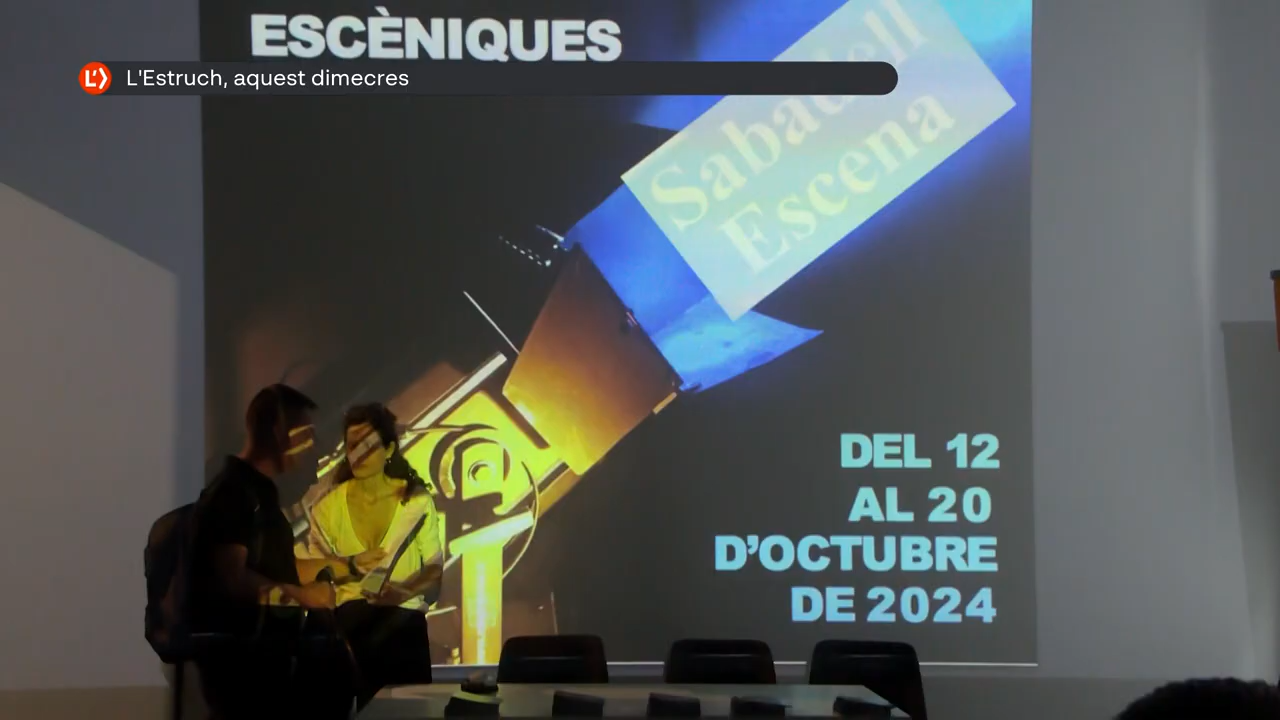 ESCÈNIQUES
L') L'Estruch, aquest dimecres
Sabadell
Escena
DEL 12
AL 20
D'OCTUBRE
DE 2024